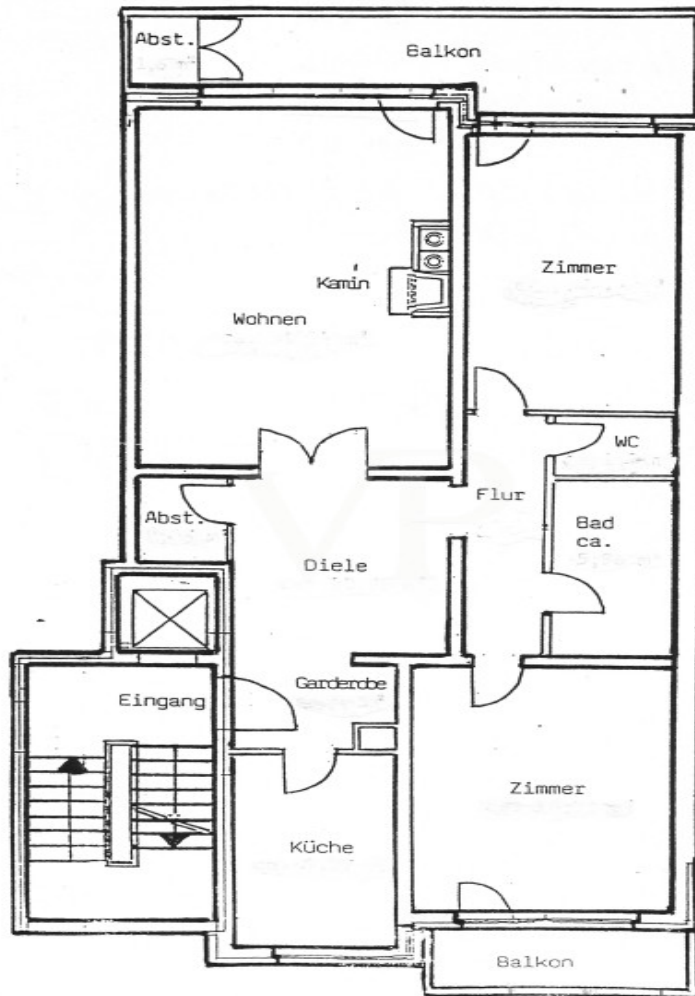 Abst.
Balkon
Zimmer
Kamin
Wohnen
WC
Flur
Abst.
Bad
ca.
Diele
Garderobe
Eingang
Zimmer
Küche
Balkon